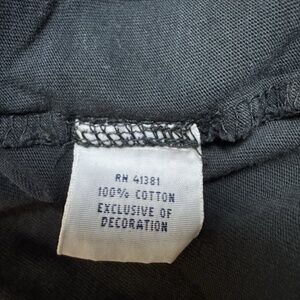 RN 41381
100% COTTON
EXCLUSIVE OF
DECORATION